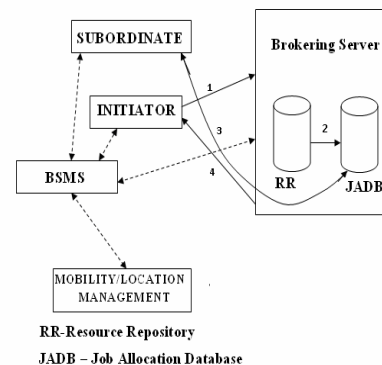 SUBORDINATE
Brokering Server
INITIATOR
1
2
3
4
BSMS
RR
JADB
MOBILITY/LOCATION
MANAGEMENT
RR-Resource Repository
JADB – Job Allocation Database